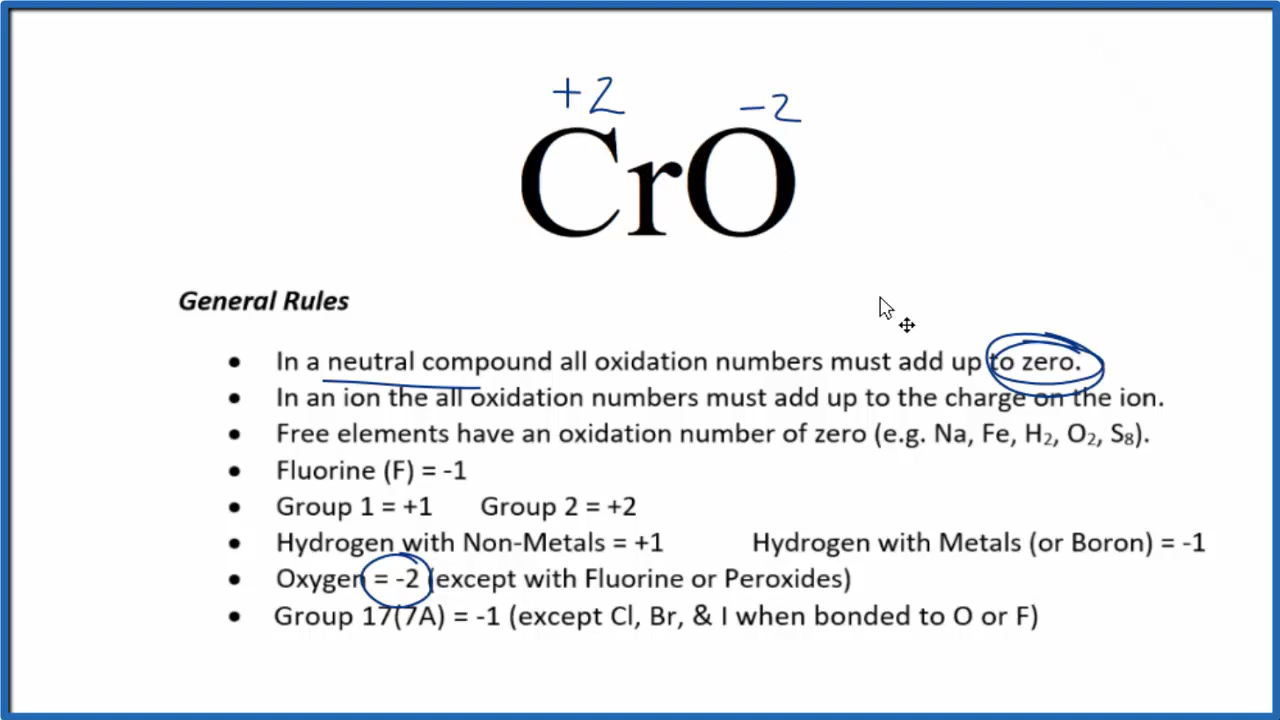 +2 -2
CrO
General Rules
• In a neutral compound all oxidation numbers must add up to zero.
• In an ion the all oxidation numbers must add up to the charge on the ion.
• Free elements have an oxidation number of zero (e.g. Na, Fe, H₂, O₂, S₈).
• Fluorine (F) = -1
• Group 1 = +1 Group 2 = +2
• Hydrogen with Non-Metals = +1 Hydrogen with Metals (or Boron) = -1
• Oxygen = -2 (except with Fluorine or Peroxides)
• Group 17(7A) = -1 (except Cl, Br, & I when bonded to O or F)